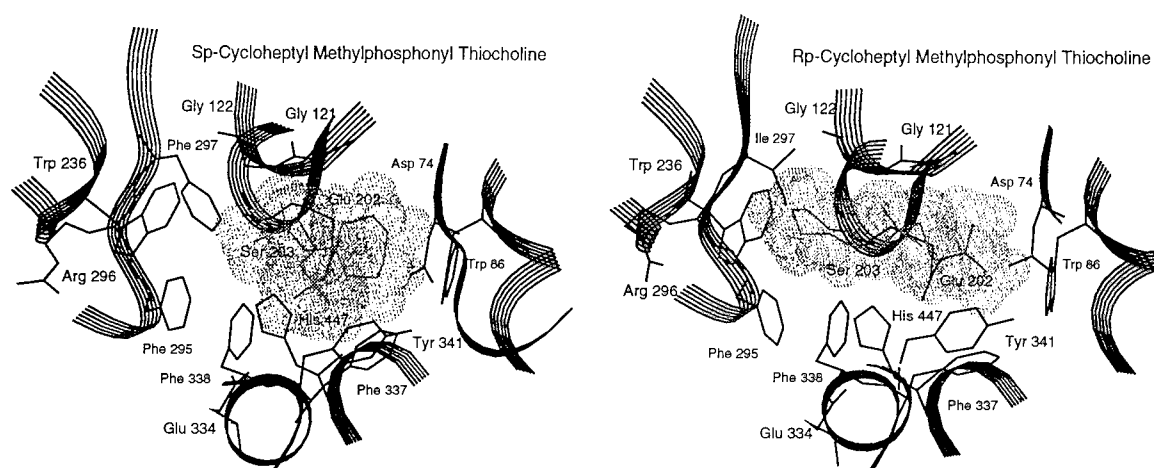 Sp-Cycloheptyl Methylphosphonyl Thiocholine
Gly 122
Gly 121
Phe 297
Trp 236
Asp 74
Glu 202
Ser 203
Trp 86
Arg 296
His 447
Phe 295
Tyr 341
Phe 338
Phe 337
Glu 334
Rp-Cycloheptyl Methylphosphonyl Thiocholine
Gly 122
Gly 121
Ile 297
Trp 236
Asp 74
Ser 203
Trp 86
Glu 202
Arg 296
His 447
Phe 295
Tyr 341
Phe 338
Phe 337
Glu 334